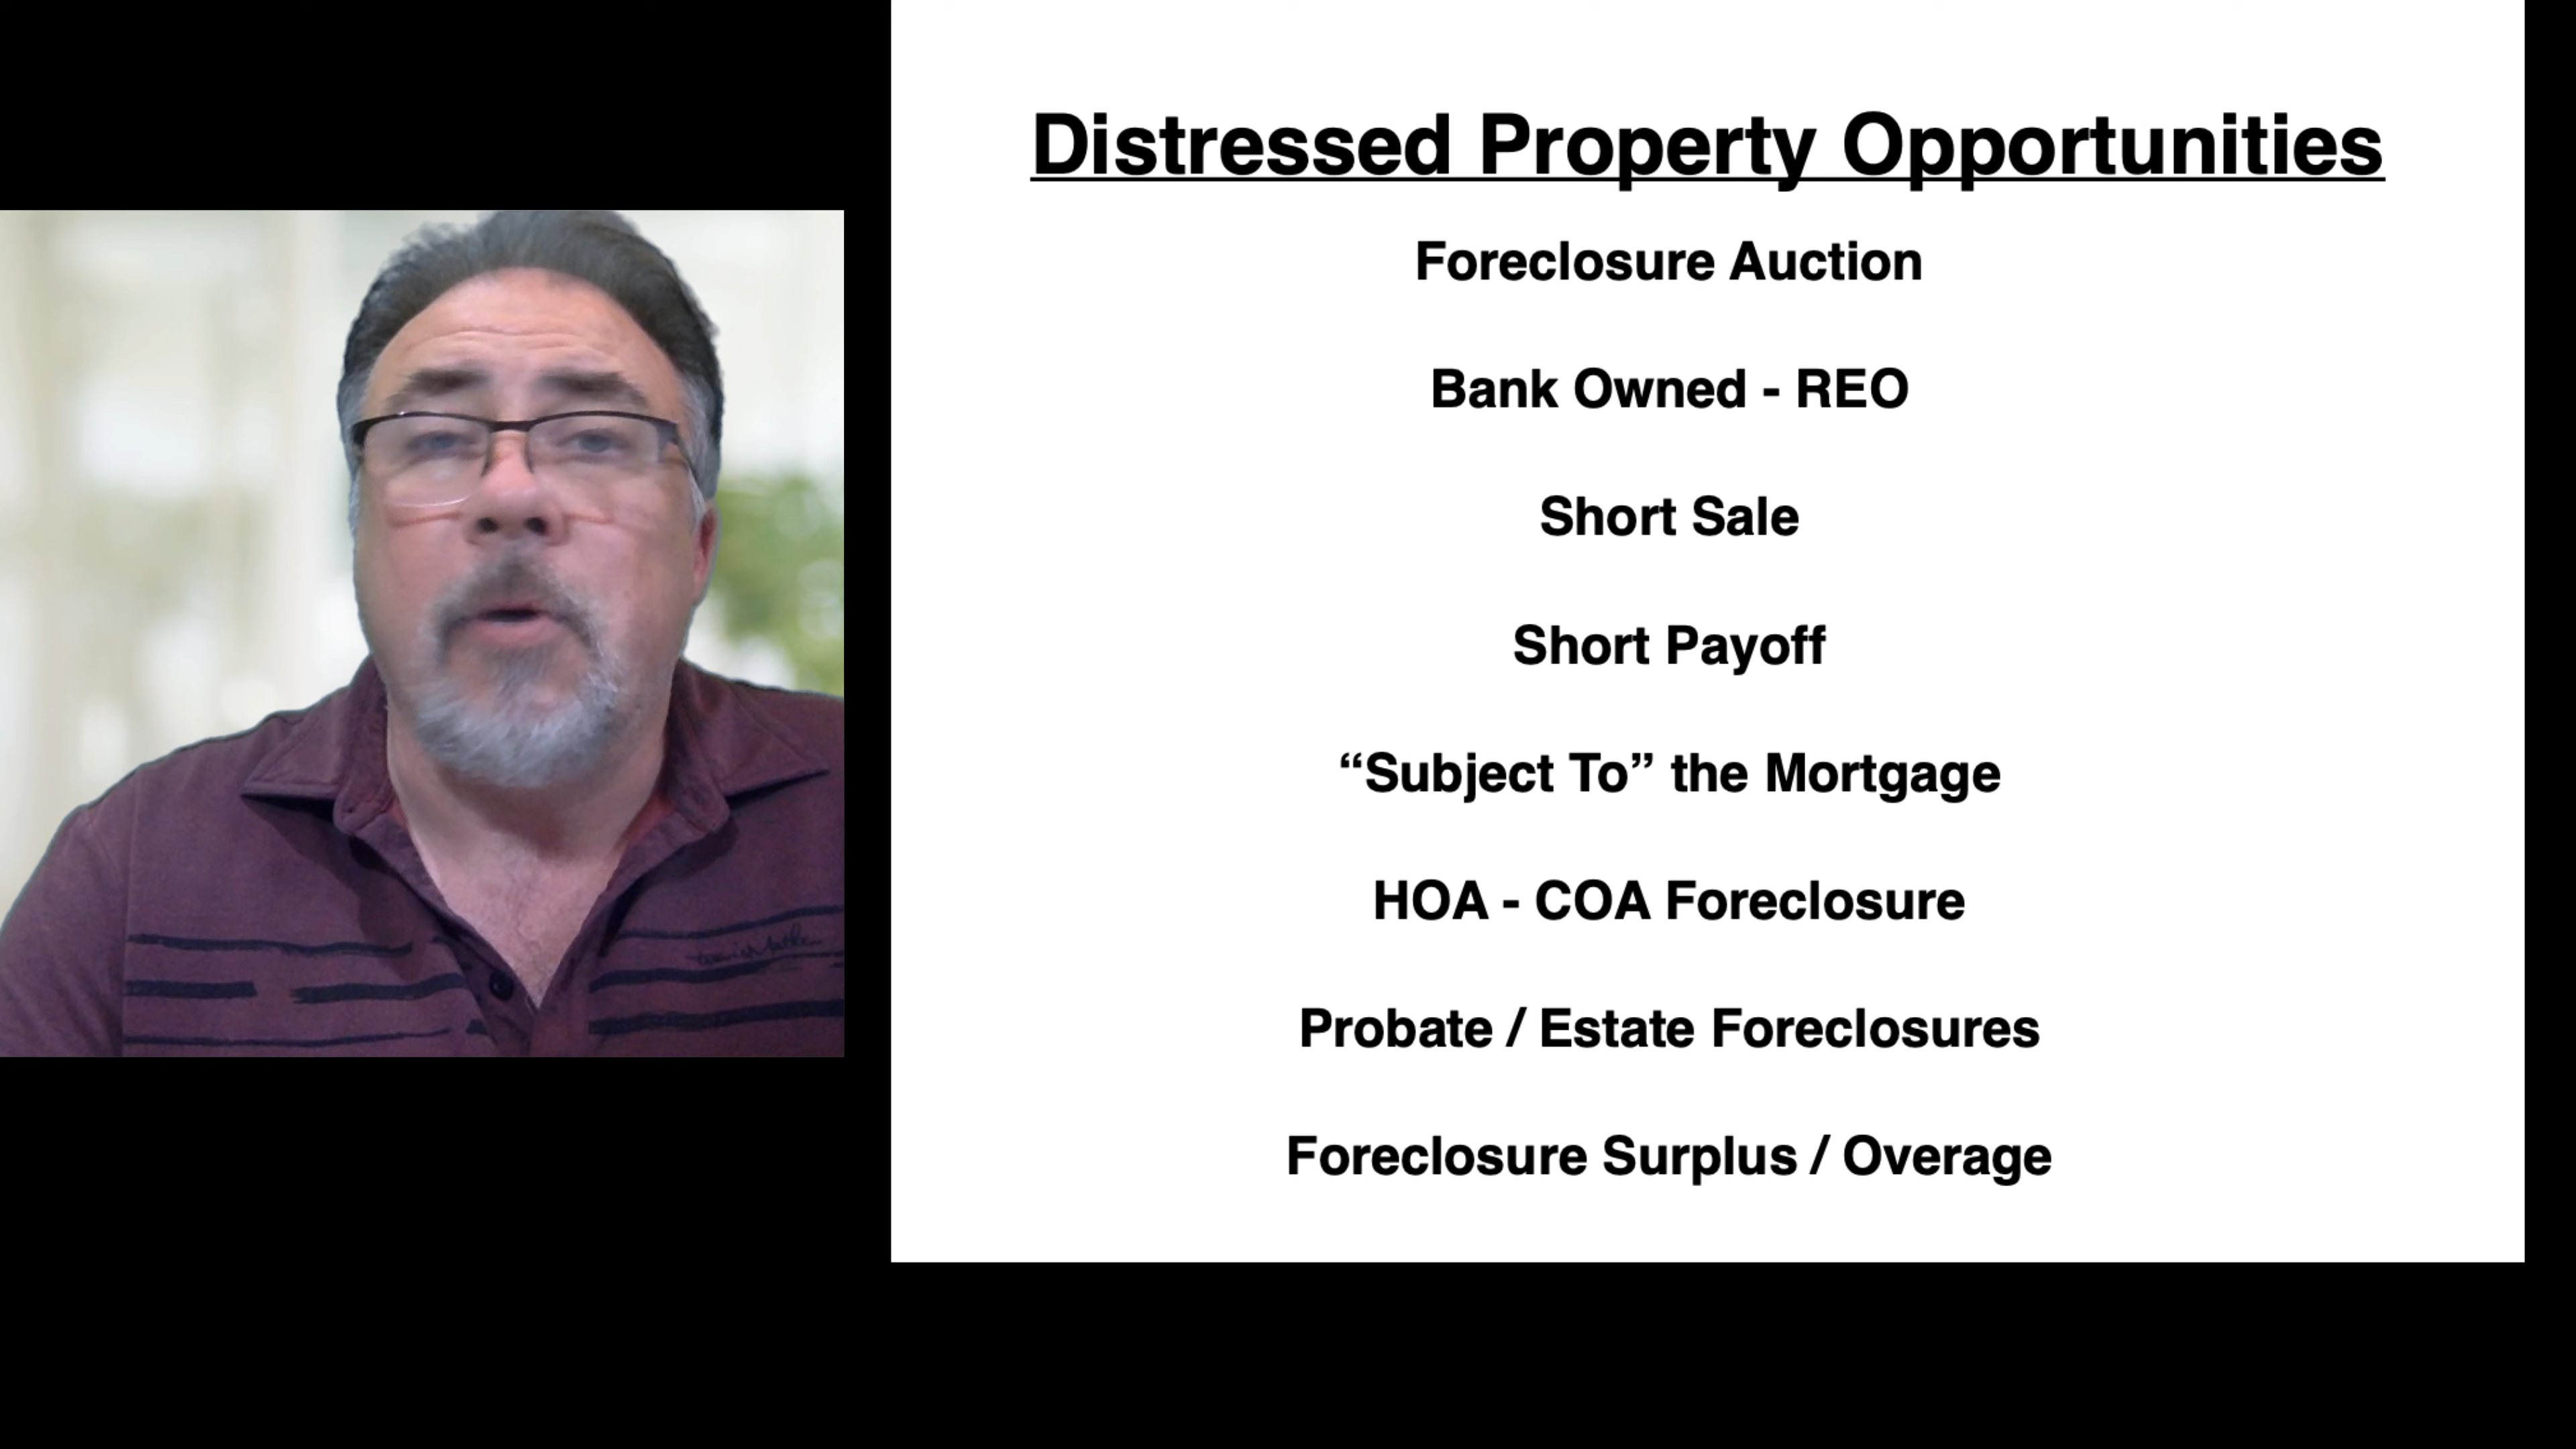 Distressed Property Opportunities
Foreclosure Auction
Bank Owned - REO
Short Sale
Short Payoff
“Subject To” the Mortgage
HOA - COA Foreclosure
Probate / Estate Foreclosures
Foreclosure Surplus / Overage